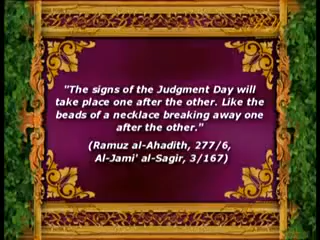 "The signs of the Judgment Day will
take place one after the other. Like the
beads of a necklace breaking away one
after the other."
(Ramuz al-Ahadith, 277/6,
Al-Jami' al-Sagir, 3/167)